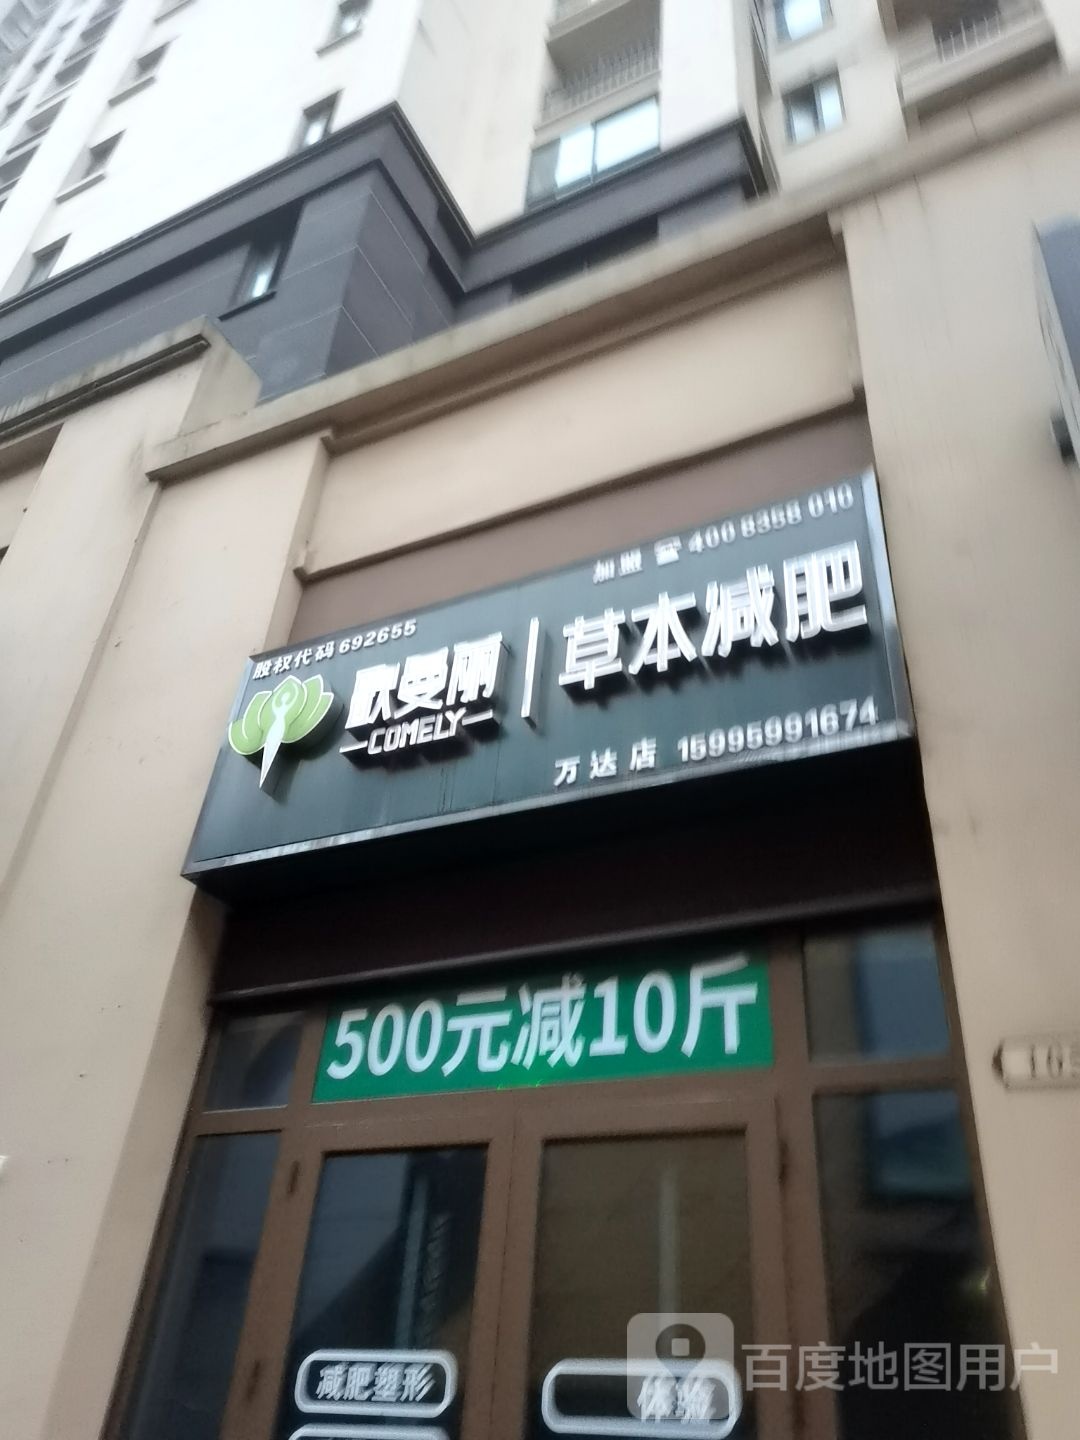 加盟 400 8358 010
股权代码692655
欧曼丽
COMELY
草本减肥
万达店 15995991674
500元减10斤
减肥塑形
体验
百度地图用户